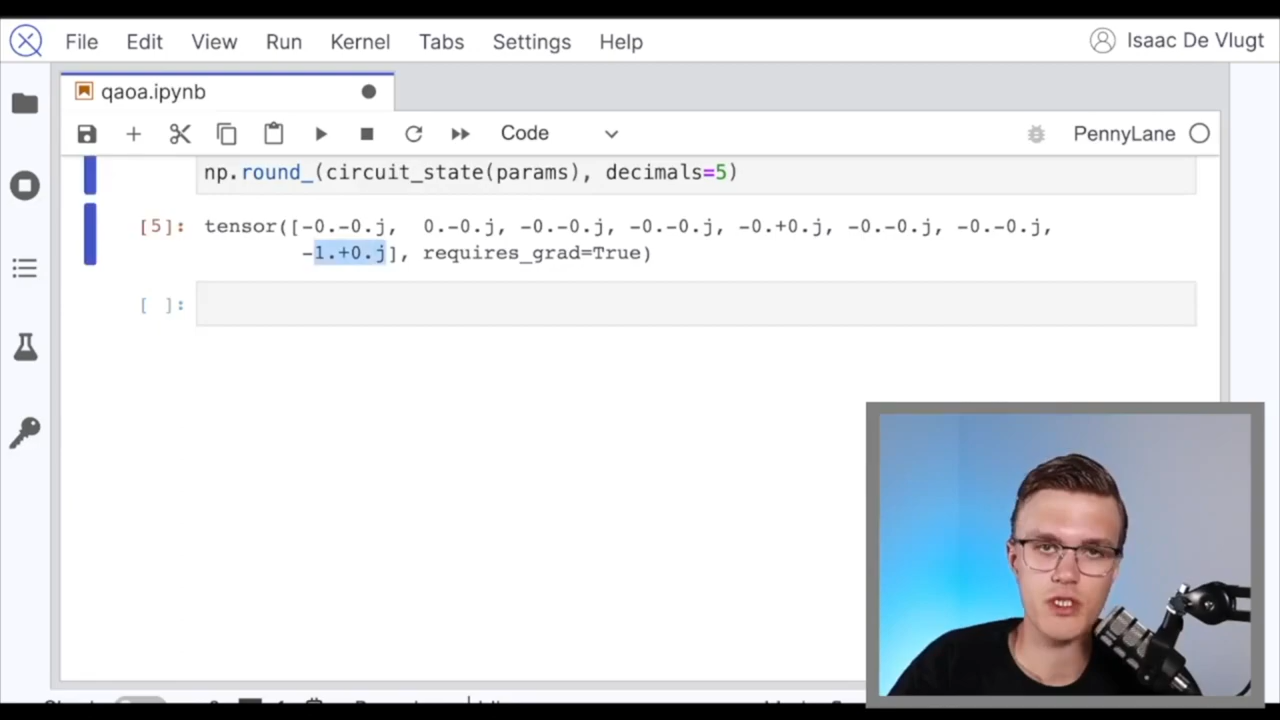 File Edit View Run Kernel Tabs Settings Help Isaac De Vlugt
qaoa.ipynb
Code PennyLane
np.round_(circuit_state(params), decimals=5)
[5]: tensor([-0.-0.j,  0.-0.j, -0.-0.j, -0.-0.j, -0.+0.j, -0.-0.j, -0.-0.j,
-1.+0.j], requires_grad=True)
[ ]: